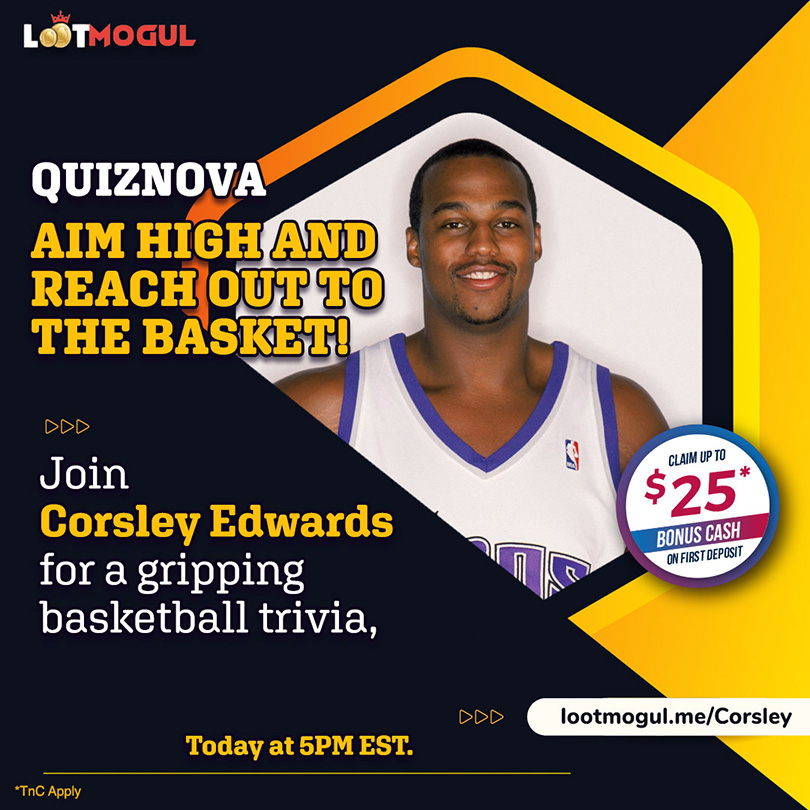 LOOTMOGUL
QUIZNOVA
AIM HIGH AND
REACH OUT TO
THE BASKET!
Join
Corsley Edwards
for a gripping
basketball trivia,
CLAIM UP TO
$25*
BONUS CASH
ON FIRST DEPOSIT
lootmogul.me/Corsley
Today at 5PM EST.
*TnC Apply